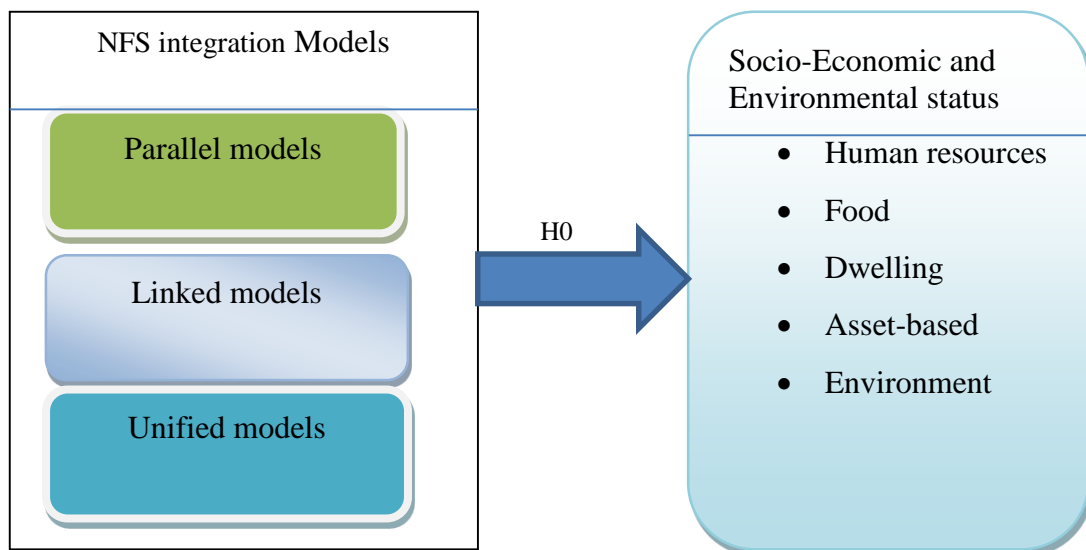 NFS integration Models
Parallel models
Linked models
Unified models
H0
Socio-Economic and
Environmental status
• Human resources
• Food
• Dwelling
• Asset-based
• Environment